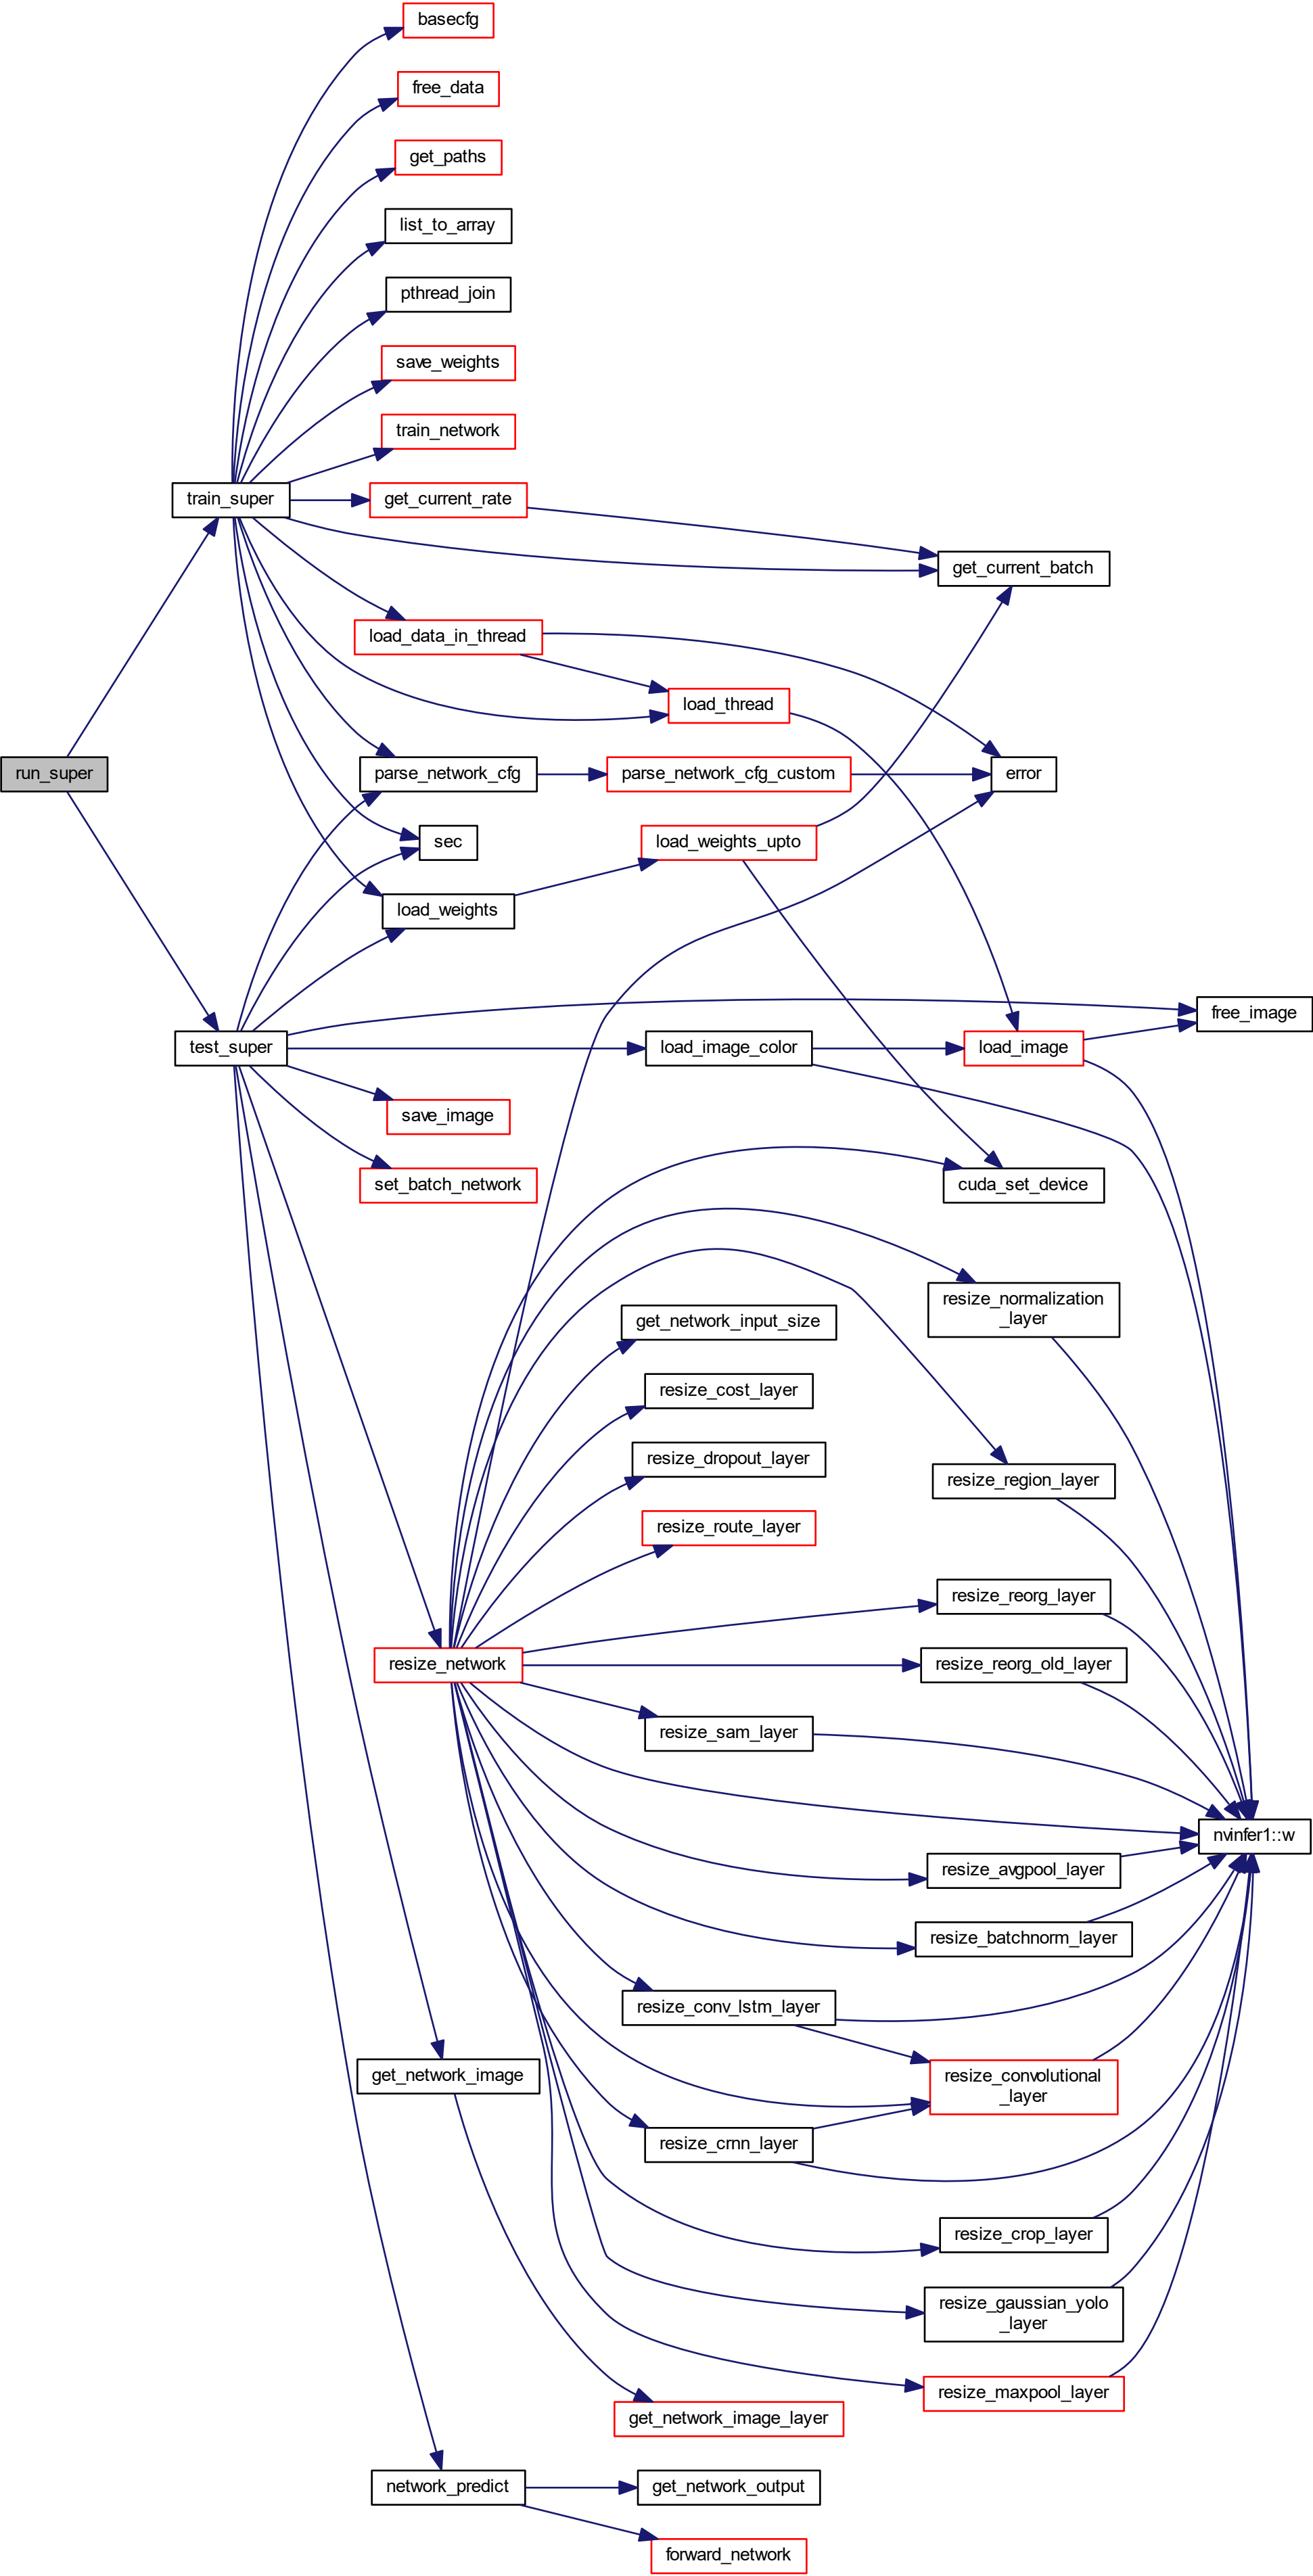 basecfg
free_data
get_paths
list_to_array
pthread_join
save_weights
train_network
train_super
get_current_rate
get_current_batch
load_data_in_thread
load_thread
run_super
parse_network_cfg
parse_network_cfg_custom
error
sec
load_weights_upto
load_weights
free_image
test_super
load_image_color
load_image
save_image
set_batch_network
cuda_set_device
resize_normalization
_layer
get_network_input_size
resize_cost_layer
resize_dropout_layer
resize_region_layer
resize_route_layer
resize_reorg_layer
resize_network
resize_reorg_old_layer
resize_sam_layer
nvinfer1::w
resize_avgpool_layer
resize_batchnorm_layer
resize_conv_lstm_layer
get_network_image
resize_convolutional
_layer
resize_crnn_layer
resize_crop_layer
resize_gaussian_yolo
_layer
resize_maxpool_layer
get_network_image_layer
network_predict
get_network_output
forward_network